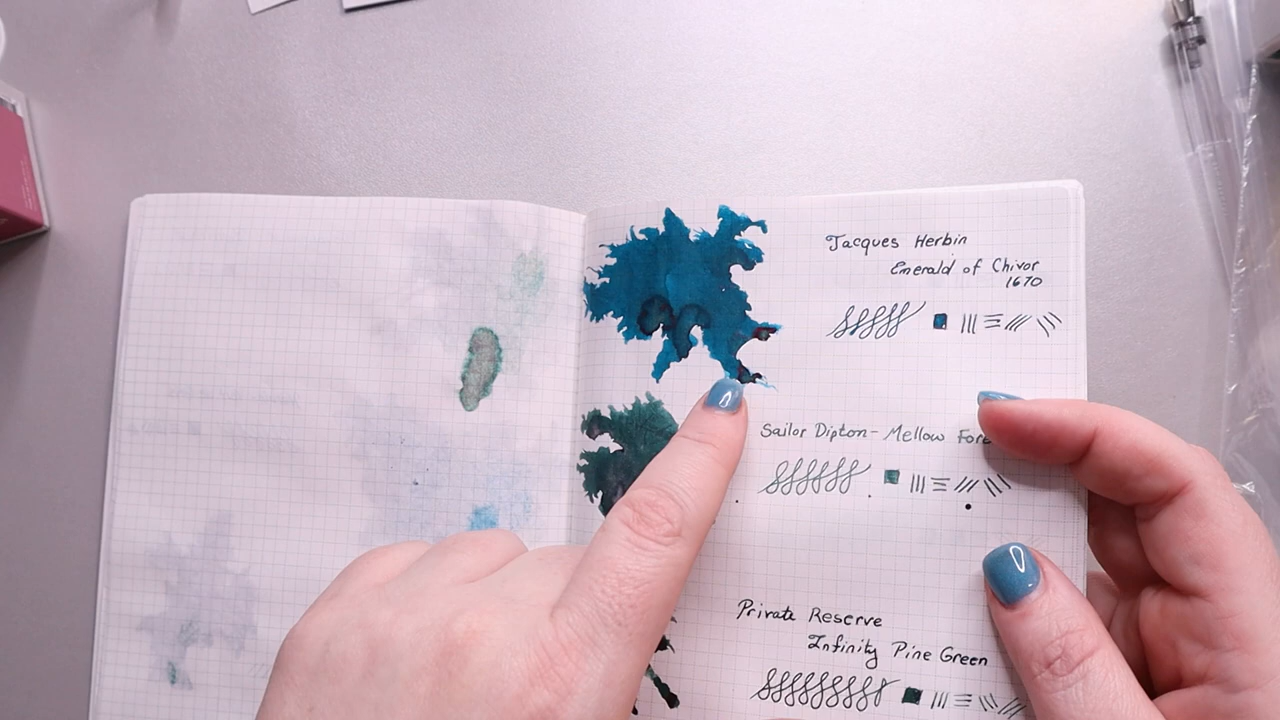 Jacques Herbin
Emerald of Chivor
1670
Sailor Dipton - Mellow
Private Reserve
Infinity Pine Green